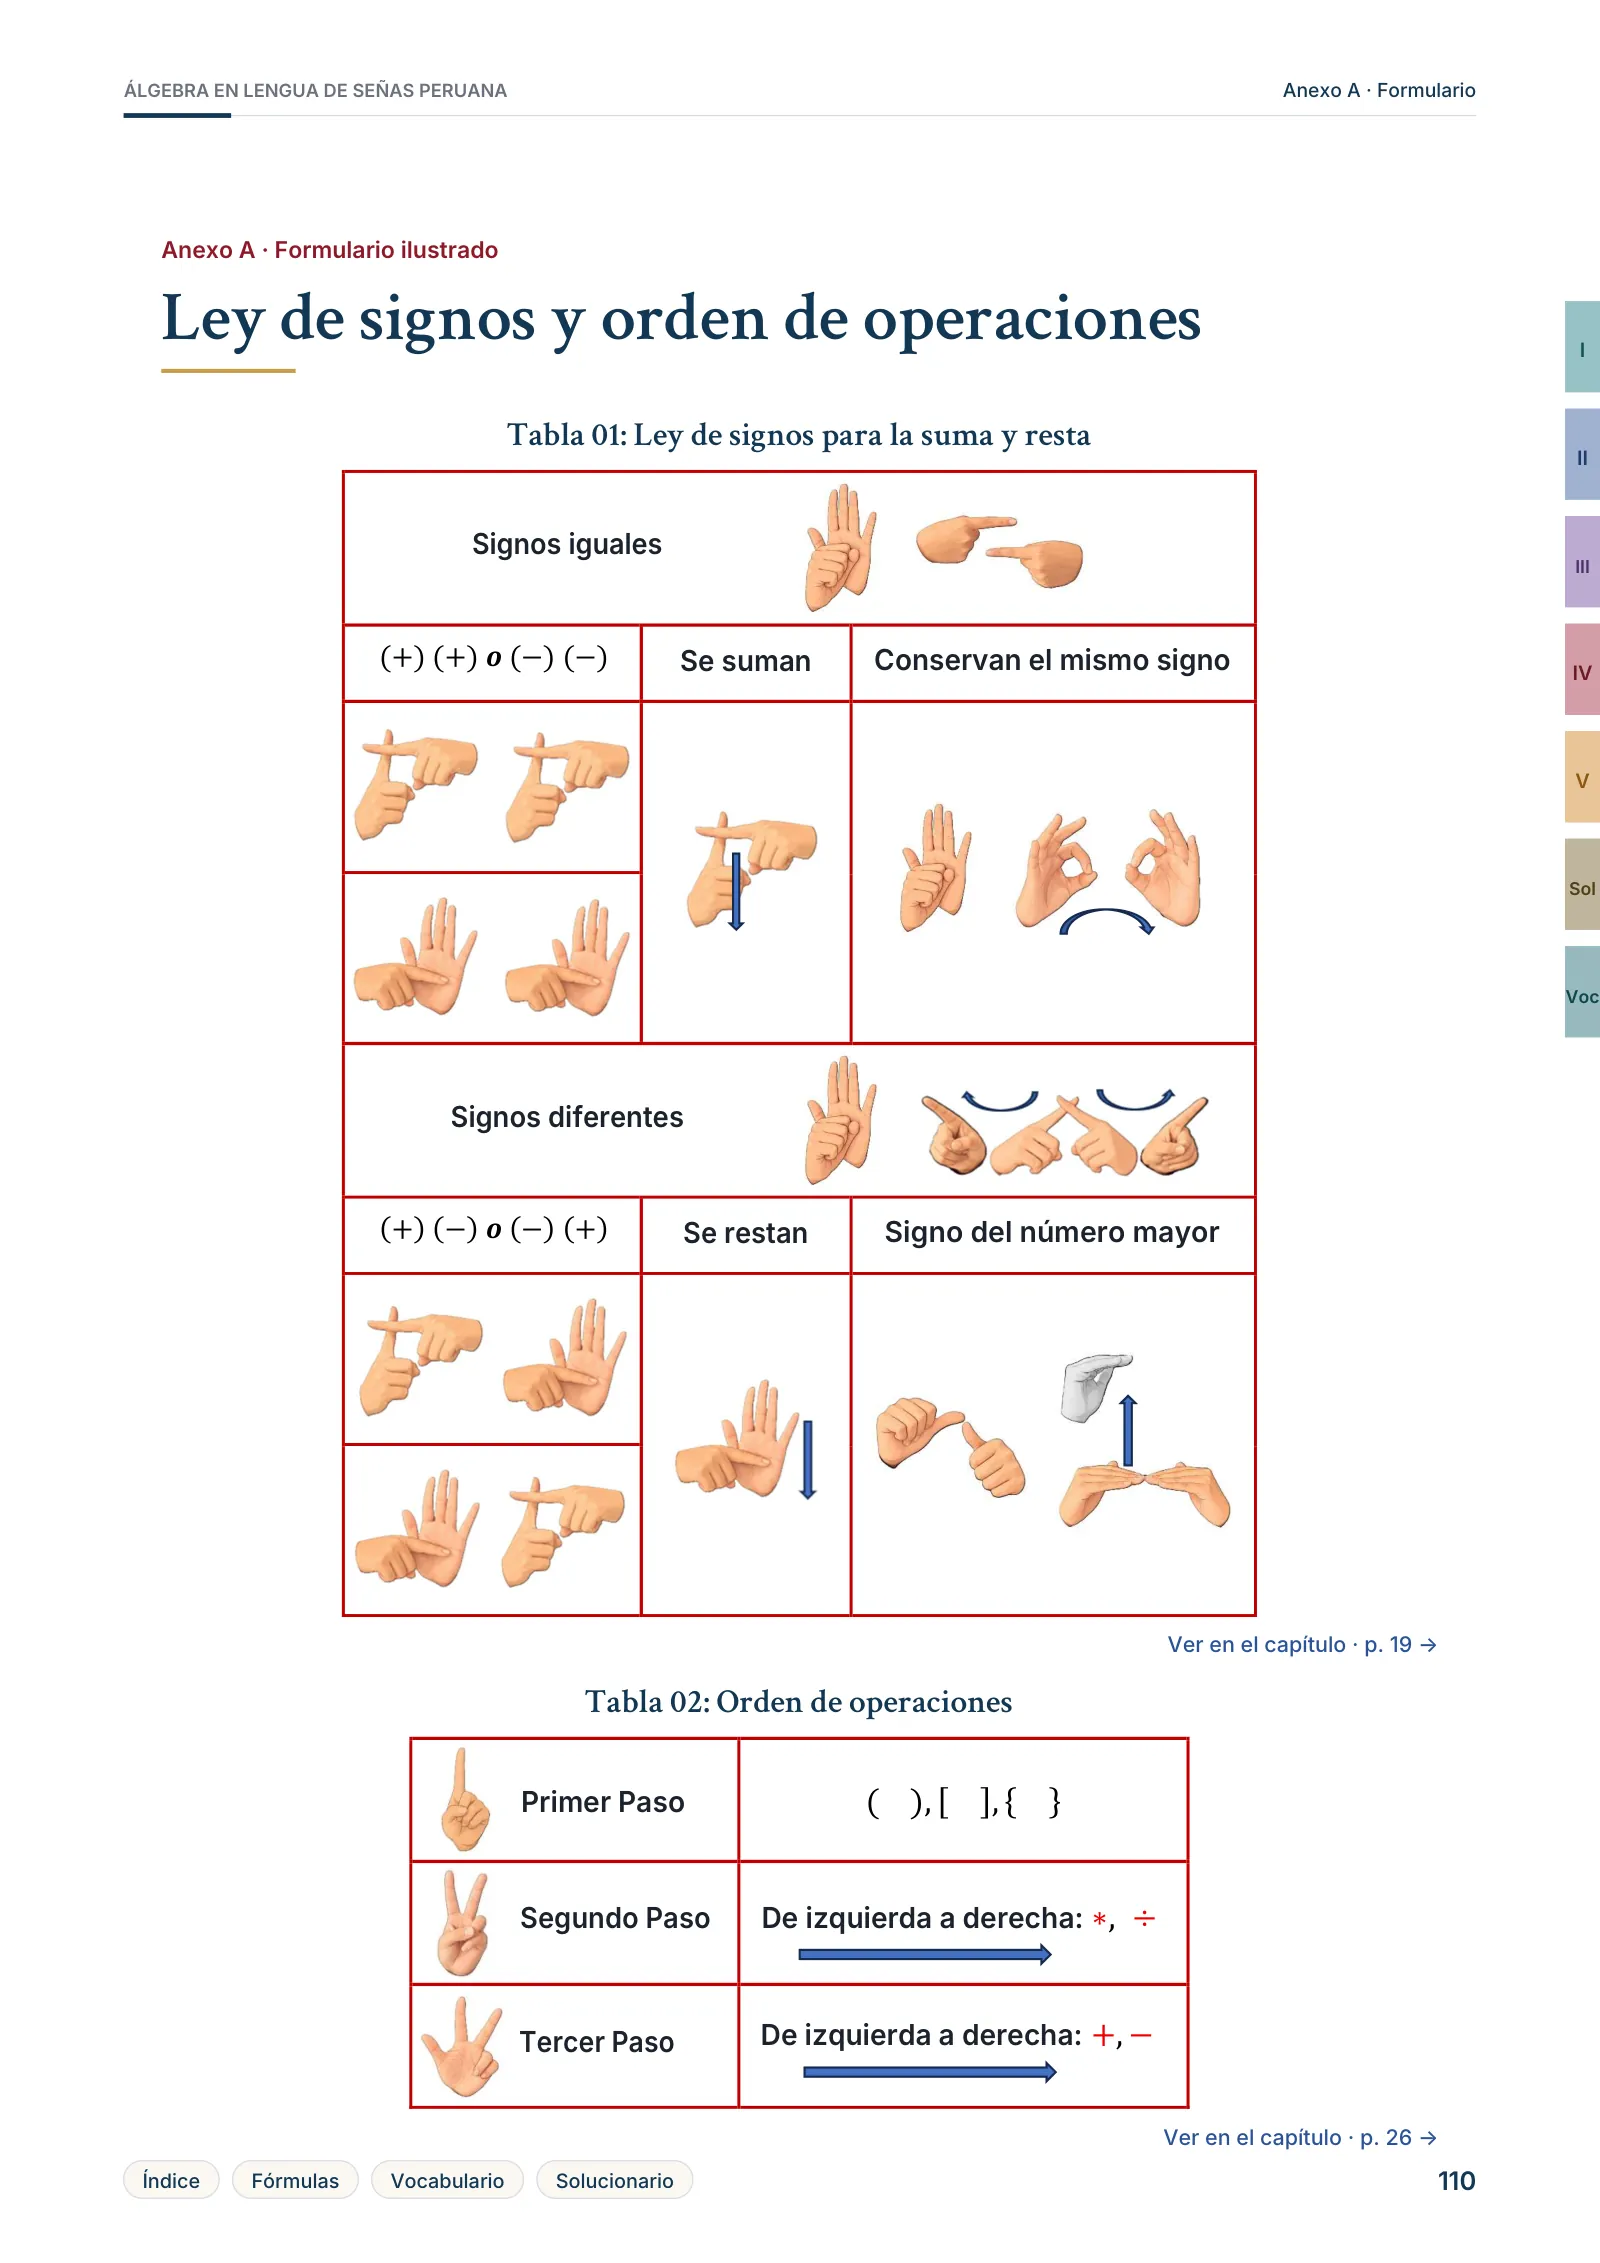 ÁLGEBRA EN LENGUA DE SEÑAS PERUANA
Anexo A · Formulario
Anexo A · Formulario ilustrado
Ley de signos y orden de operaciones
Tabla 01: Ley de signos para la suma y resta
Signos iguales
(+) (+) o (−) (−)
Se suman
Conservan el mismo signo
Signos diferentes
(+) (−) o (−) (+)
Se restan
Signo del número mayor
Ver en el capítulo · p. 19 →
Tabla 02: Orden de operaciones
Primer Paso
( ), [ ], { }
Segundo Paso
De izquierda a derecha: *, ÷
Tercer Paso
De izquierda a derecha: +, −
Ver en el capítulo · p. 26 →
Índice
Fórmulas
Vocabulario
Solucionario
110
I
II
III
IV
V
Sol
Voc